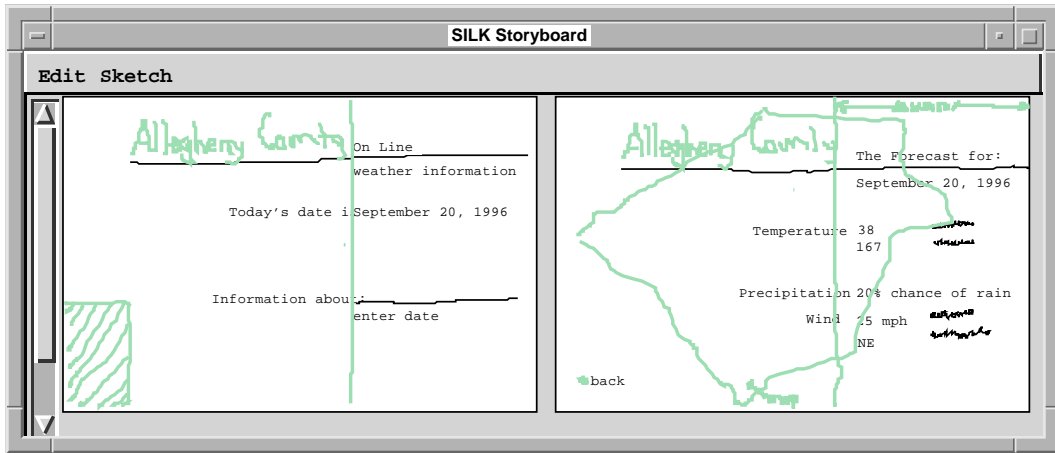 SILK Storyboard
Edit Sketch
Allegheny County
On Line
weather information
Today's date is September 20, 1996
Information about:
enter date
Allegheny County
The Forecast for:
September 20, 1996
Temperature 38
167
Precipitation 20% chance of rain
Wind 25 mph
NE
back